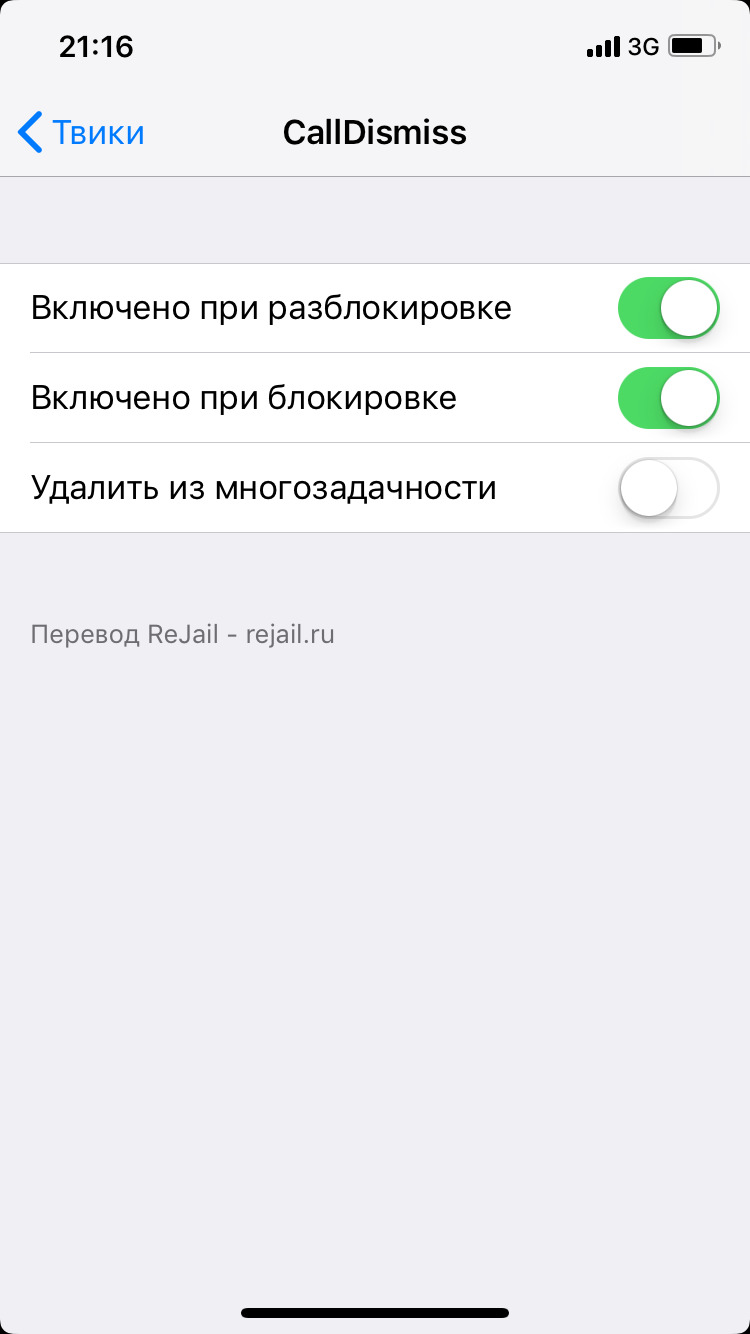 21:16 3G
Твики CallDismiss
Включено при разблокировке
Включено при блокировке
Удалить из многозадачности
Перевод ReJail - rejail.ru